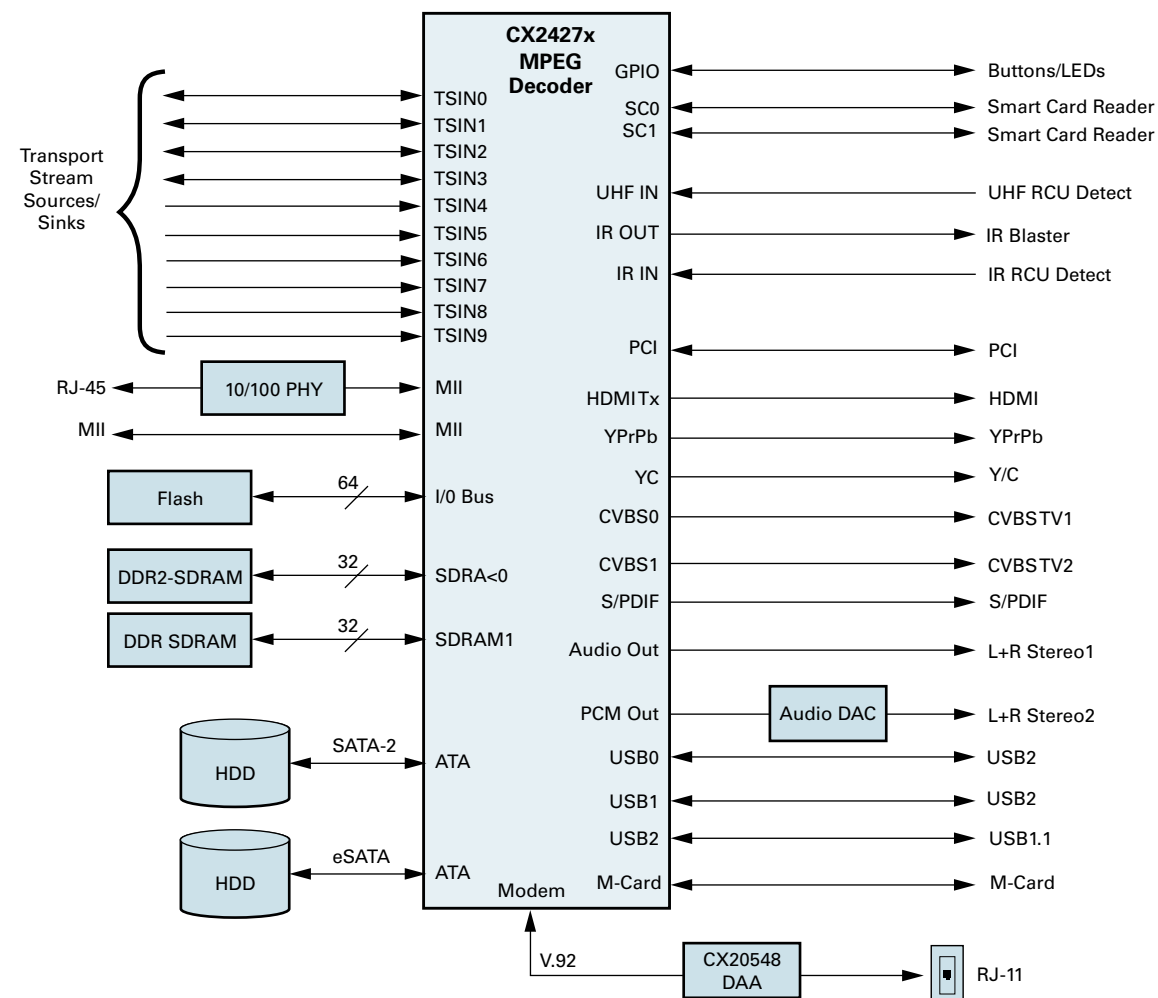 CX2427x
MPEG
Decoder
Transport
Stream
Sources/
Sinks
TSIN0
TSIN1
TSIN2
TSIN3
TSIN4
TSIN5
TSIN6
TSIN7
TSIN8
TSIN9
RJ-45
10/100 PHY
MII
MII
MII
Flash
64
I/0 Bus
DDR2-SDRAM
32
SDRA<0
DDR SDRAM
32
SDRAM1
HDD
SATA-2
ATA
HDD
eSATA
ATA
GPIO
Buttons/LEDs
SC0
Smart Card Reader
SC1
Smart Card Reader
UHF IN
UHF RCU Detect
IR OUT
IR Blaster
IR IN
IR RCU Detect
PCI
PCI
HDMITx
HDMI
YPrPb
YPrPb
YC
Y/C
CVBS0
CVBSTV1
CVBS1
CVBSTV2
S/PDIF
S/PDIF
Audio Out
L+R Stereo1
PCM Out
Audio DAC
L+R Stereo2
USB0
USB2
USB1
USB2
USB2
USB1.1
M-Card
M-Card
Modem
V.92
CX20548
DAA
RJ-11